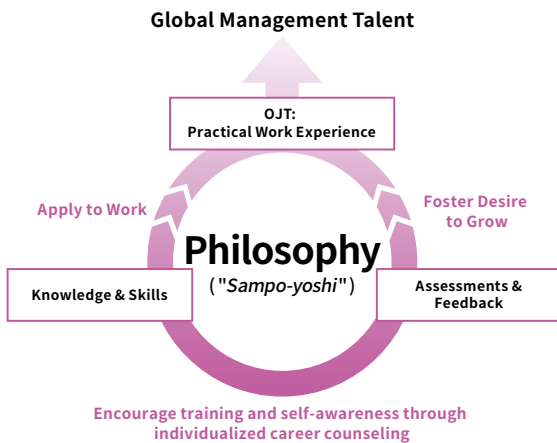 Global Management Talent
OJT:
Practical Work Experience
Apply to Work
Foster Desire
to Grow
Philosophy
("Sampo-yoshi")
Knowledge & Skills
Assessments &
Feedback
Encourage training and self-awareness through
individualized career counseling